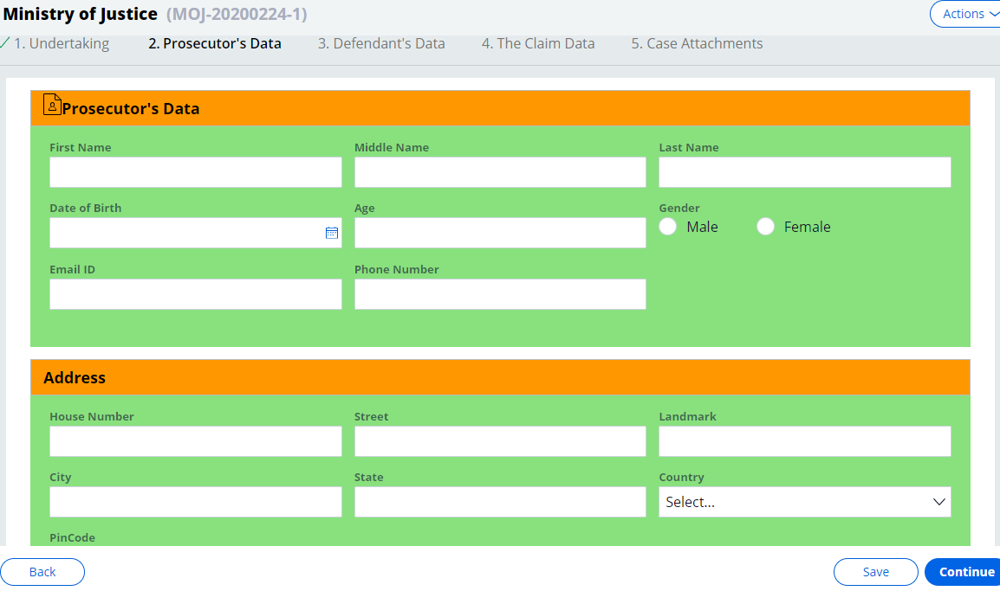 Ministry of Justice (MOJ-20200224-1) Actions
1. Undertaking 2. Prosecutor's Data 3. Defendant's Data 4. The Claim Data 5. Case Attachments
Prosecutor's Data
First Name Middle Name Last Name
Date of Birth Age Gender
Male Female
Email ID Phone Number
Address
House Number Street Landmark
City State Country
Select...
PinCode
Back Save Continue